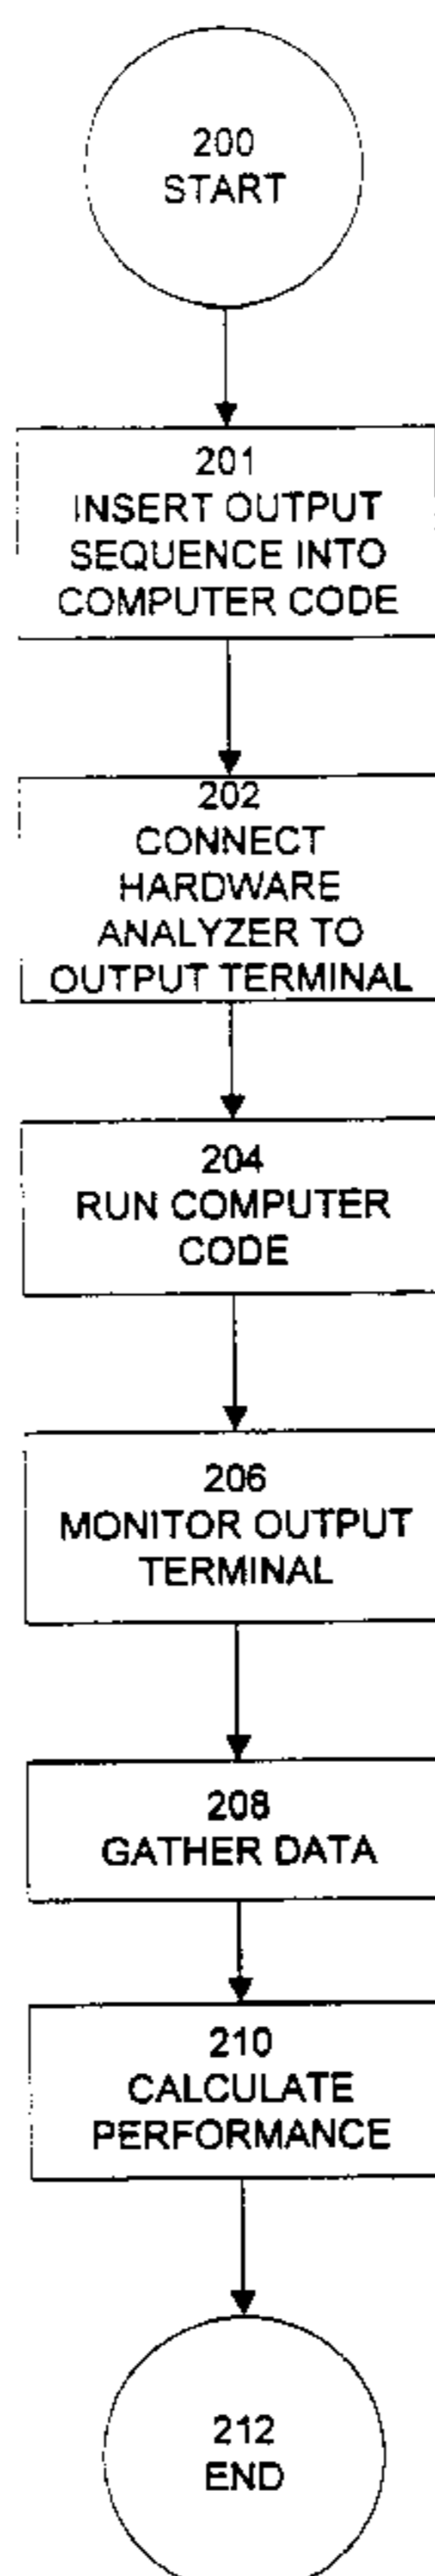 200
START
201
INSERT OUTPUT
SEQUENCE INTO
COMPUTER CODE
202
CONNECT
HARDWARE
ANALYZER TO
OUTPUT TERMINAL
204
RUN COMPUTER
CODE
206
MONITOR OUTPUT
TERMINAL
208
GATHER DATA
210
CALCULATE
PERFORMANCE
212
END